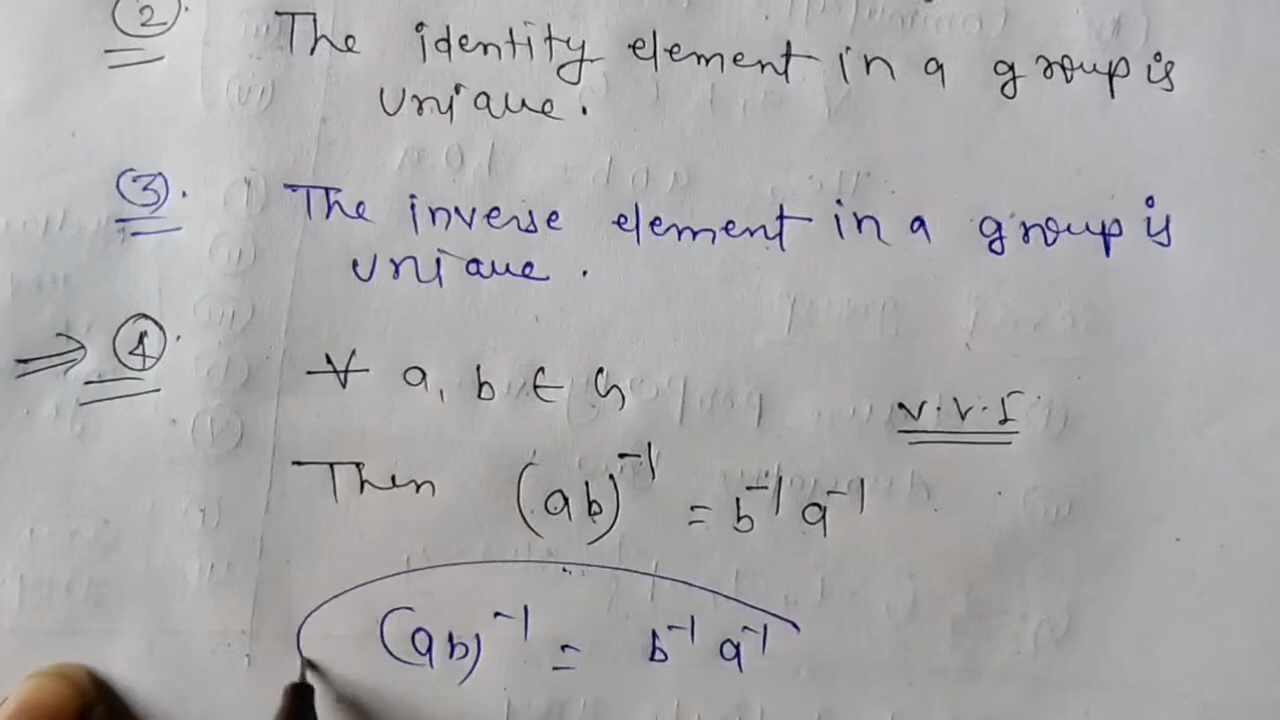 (2). The identity element in a group is
unique.
(3). The inverse element in a group is
unique.
⇒ (4). ∀ a, b ∈ G
V.V.I
Then (ab)⁻¹ = b⁻¹ a⁻¹
(ab)⁻¹ = b⁻¹ a⁻¹